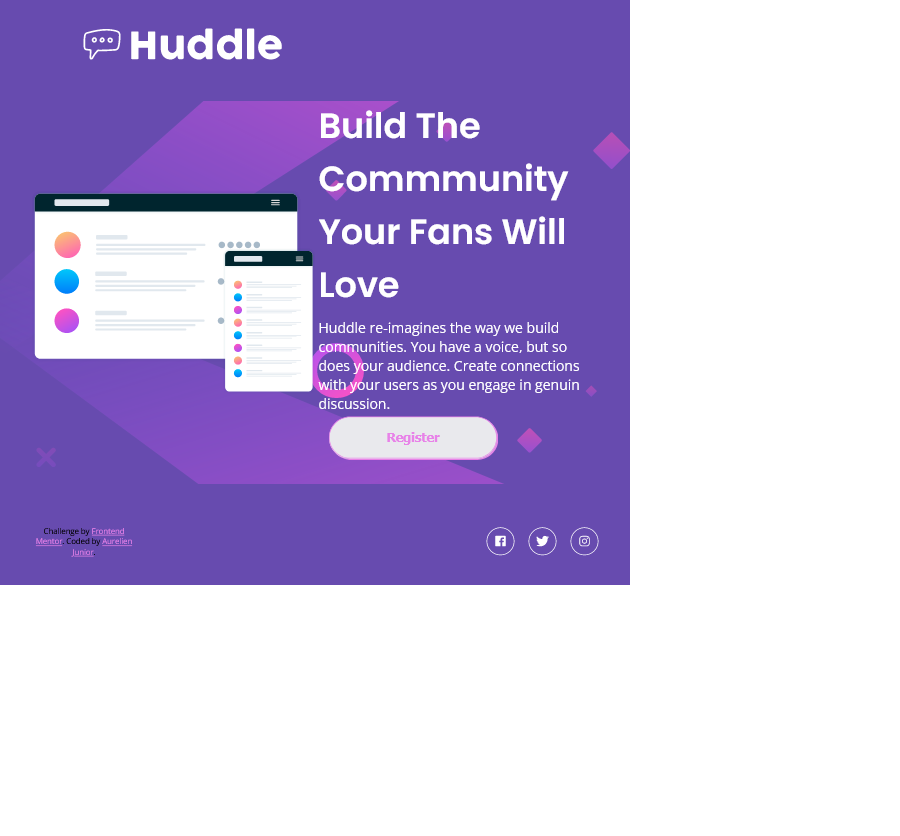 Huddle
Build The
Commmunity
Your Fans Will
Love
Huddle re-imagines the way we build
communities. You have a voice, but so
does your audience. Create connections
with your users as you engage in genuin
discussion.
Register
Challenge by Frontend
Mentor. Coded by Aurelien
Junior.